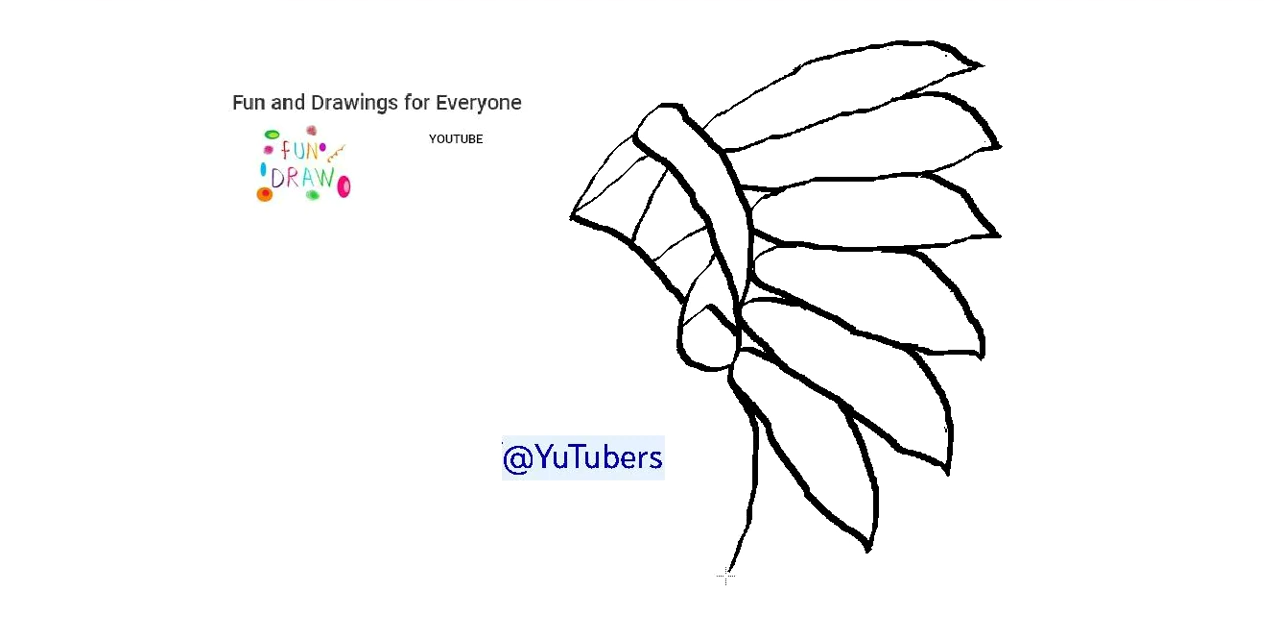 Fun and Drawings for Everyone
YOUTUBE
FUN
DRAW
@YuTubers